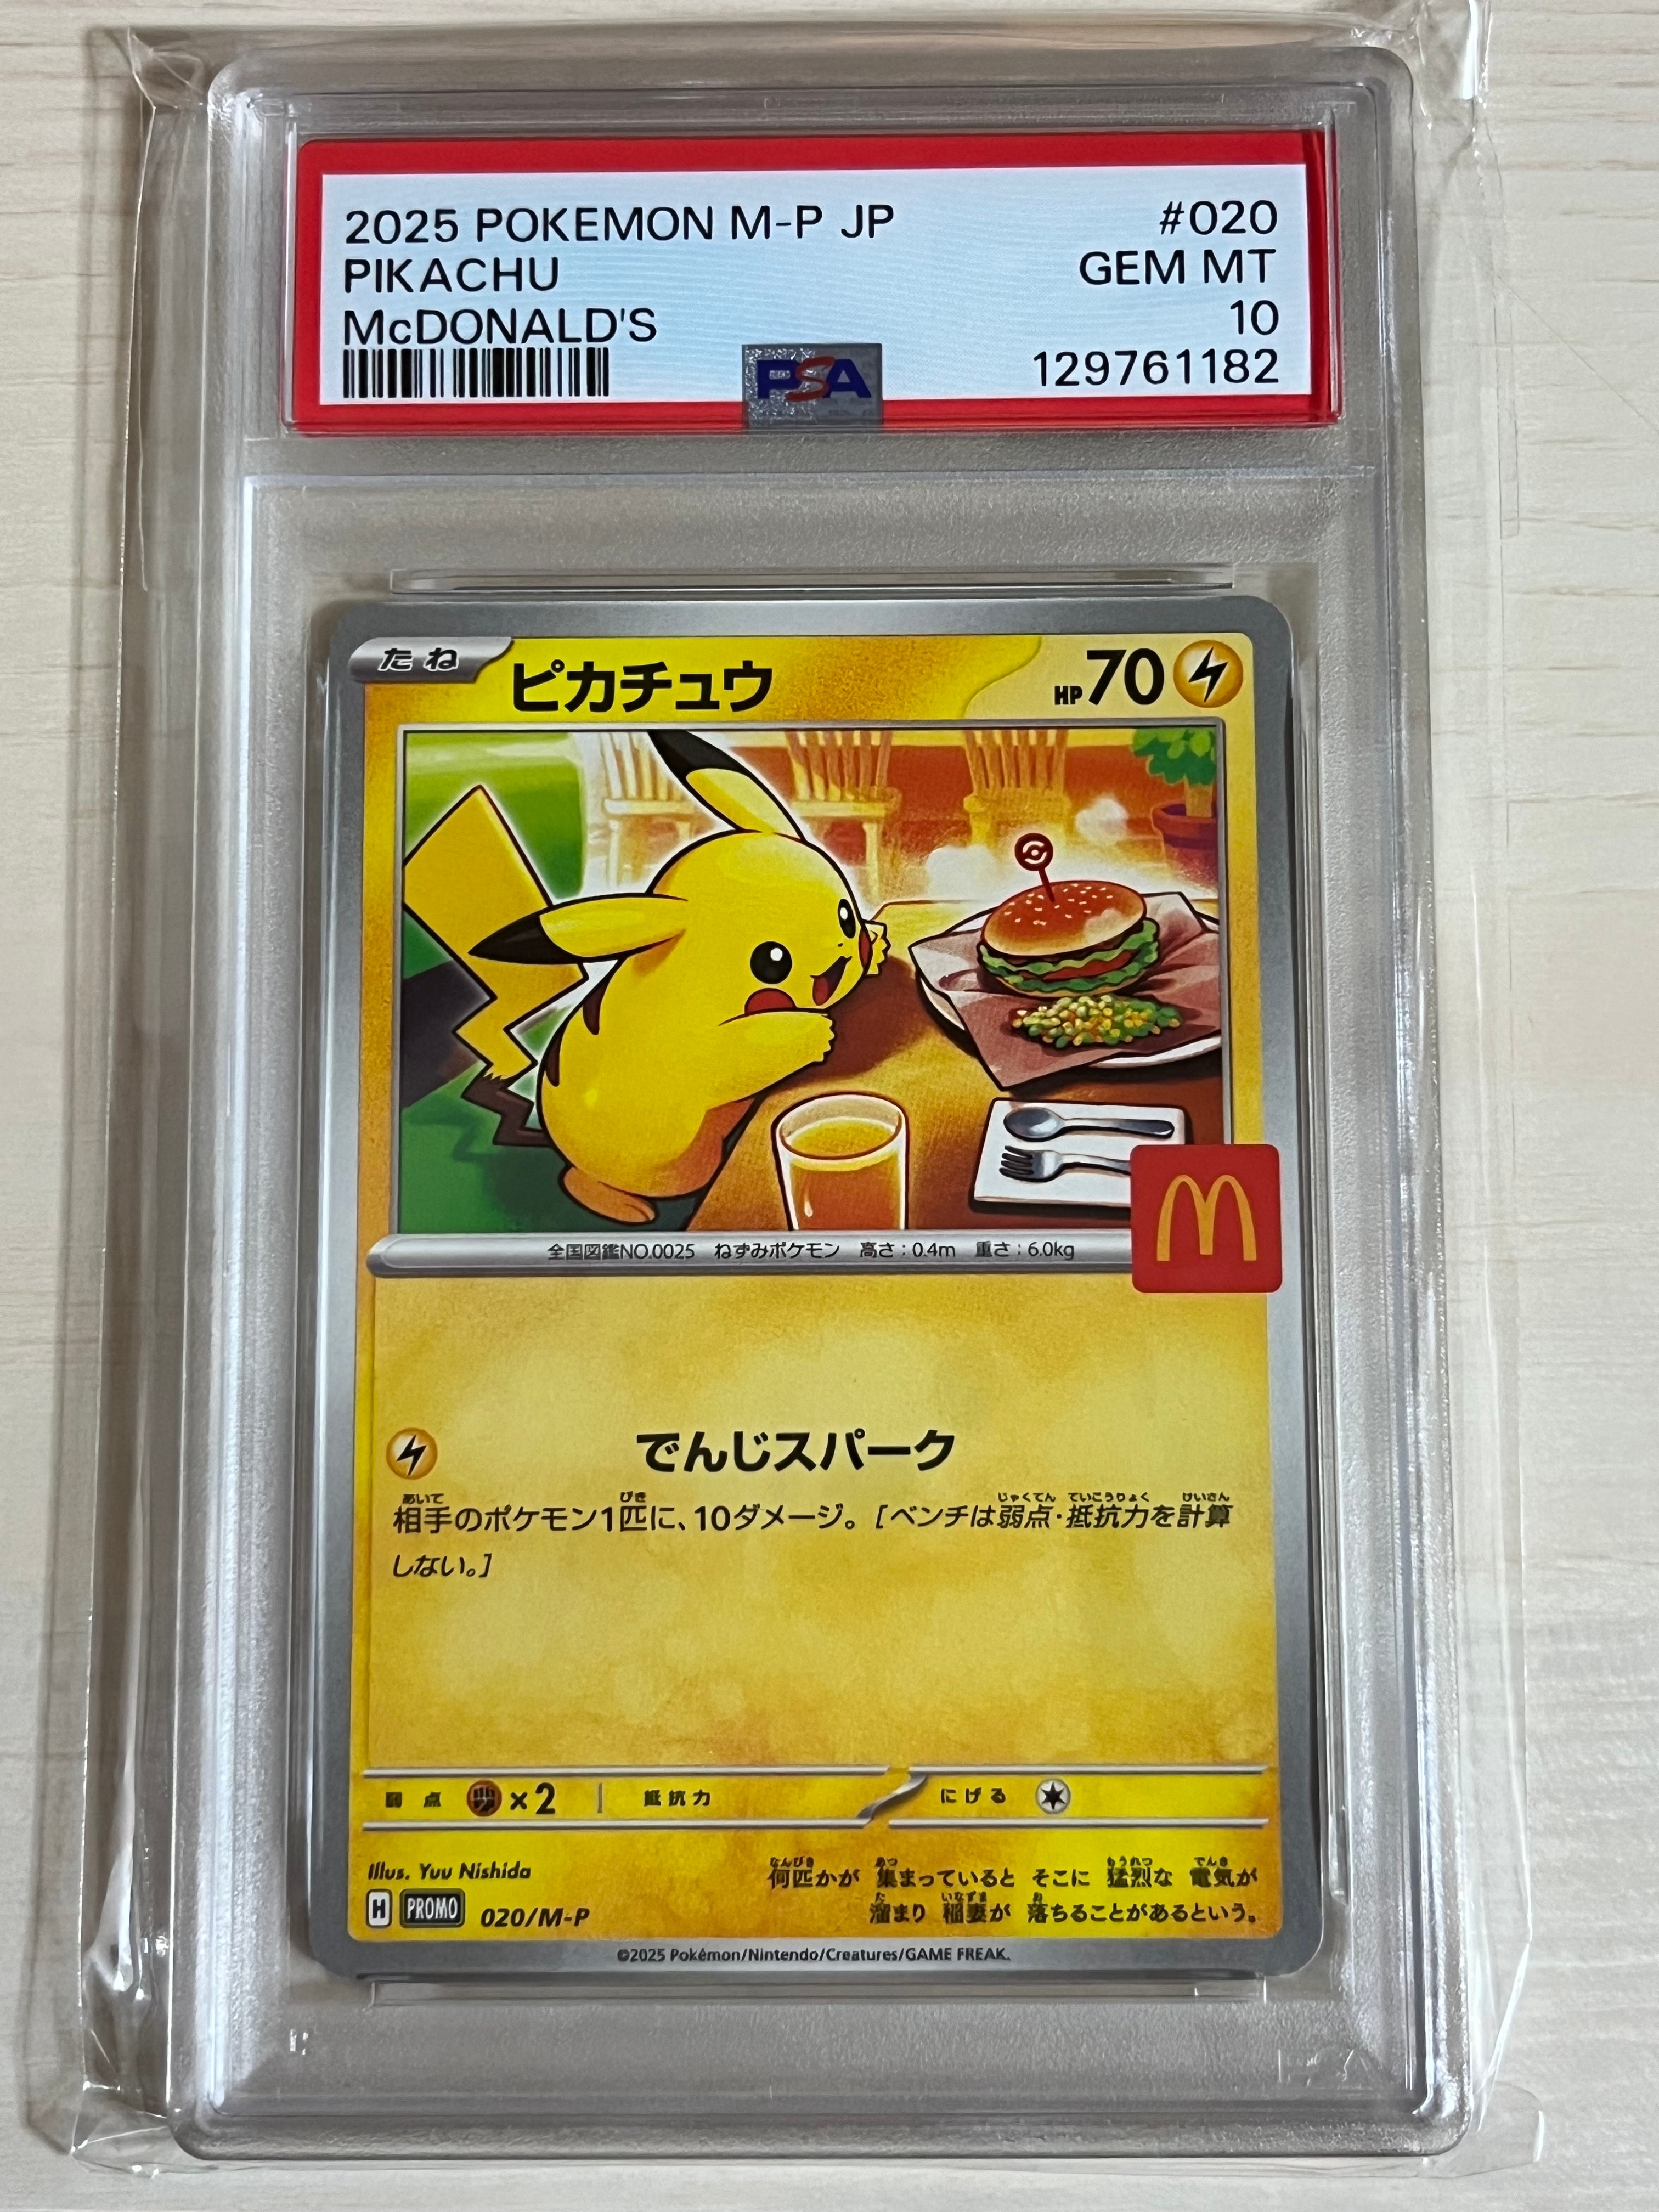 2025 POKEMON M-P JP #020
PIKACHU GEM MT
McDONALD'S 10
129761182
PSA
たね ピカチュウ HP70
M
全国図鑑NO.0025 ねずみポケモン 高さ:0.4m 重さ:6.0kg
でんじスパーク
相手のポケモン1匹に、10ダメージ。[ベンチは弱点・抵抗力を計算
しない。]
弱点 ×2 抵抗力 にげる
Illus. Yuu Nishida
何匹かが 集まっていると そこに 猛烈な 電気が
H PROMO 020/M-P
溜まり 稲妻が 落ちることがあるという。
©2025 Pokémon/Nintendo/Creatures/GAME FREAK.